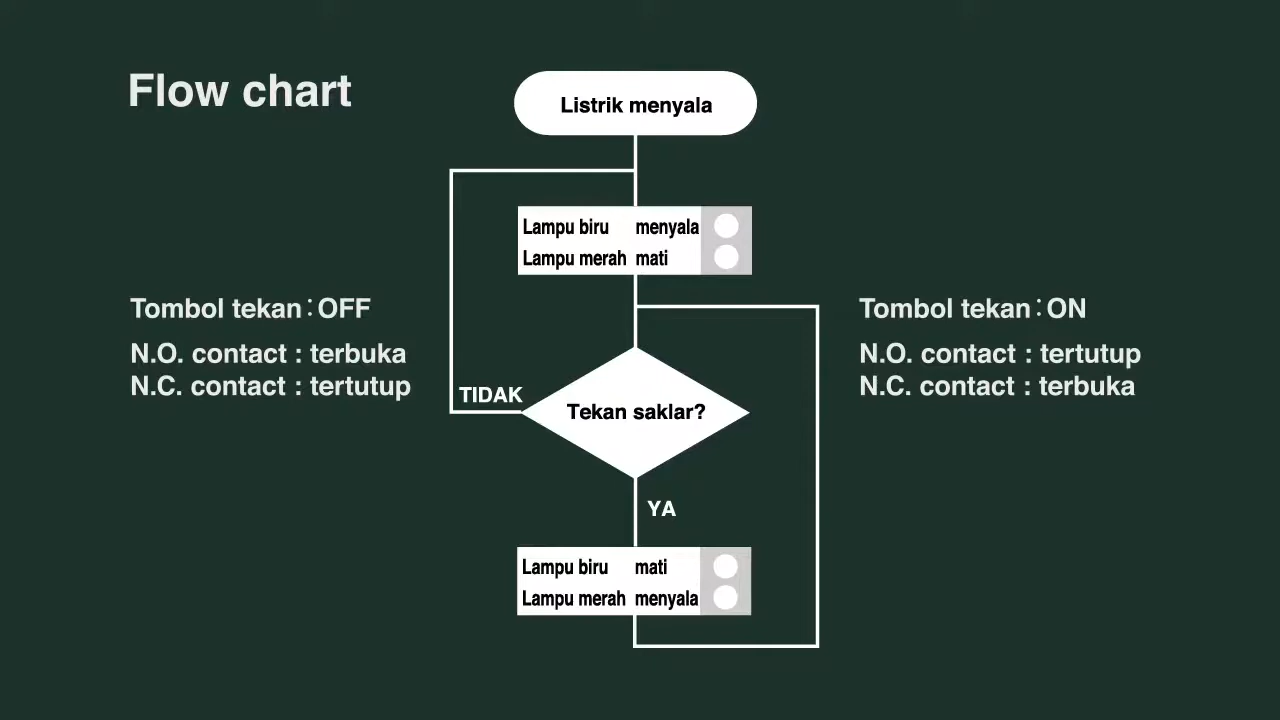 Flow chart
Listrik menyala
Lampu biru menyala
Lampu merah mati
Tombol tekan : OFF
N.O. contact : terbuka
N.C. contact : tertutup
Tombol tekan : ON
N.O. contact : tertutup
N.C. contact : terbuka
TIDAK
Tekan saklar?
YA
Lampu biru mati
Lampu merah menyala